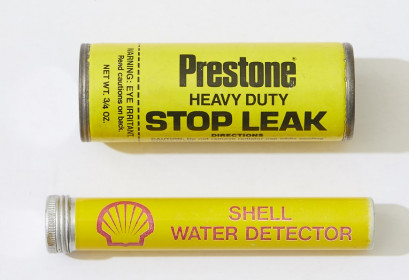 Prestone
HEAVY DUTY
STOP LEAK
DIRECTIONS
WARNING: EYE IRRITANT
Read cautions on back.
NET WT. 3/4 OZ.
SHELL
WATER DETECTOR